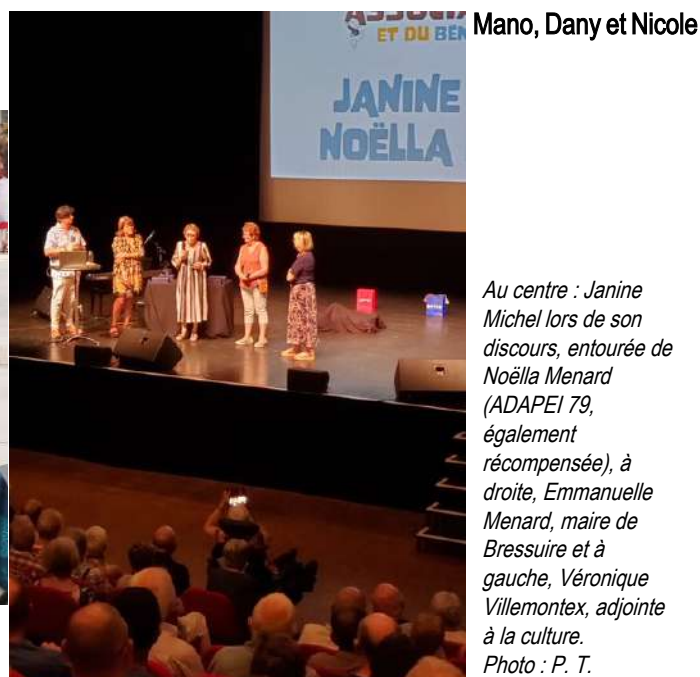 Mano, Dany et Nicole
ET DU BÉN
JANINE
NOËLLA
Au centre : Janine
Michel lors de son
discours, entourée de
Noëlla Menard
(ADAPEI 79,
également
récompensée), à
droite, Emmanuelle
Menard, maire de
Bressuire et à
gauche, Véronique
Villemontex, adjointe
à la culture.
Photo : P. T.